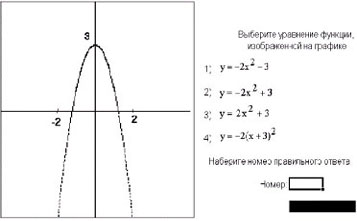 Выберите уравнение функции,
изображенной на графике
3
-2
2
1; y = -2x² - 3
2; y = -2x² + 3
3; y = 2x² + 3
4; y = -2(x + 3)²
Наберите номер правильного ответа
Номер: